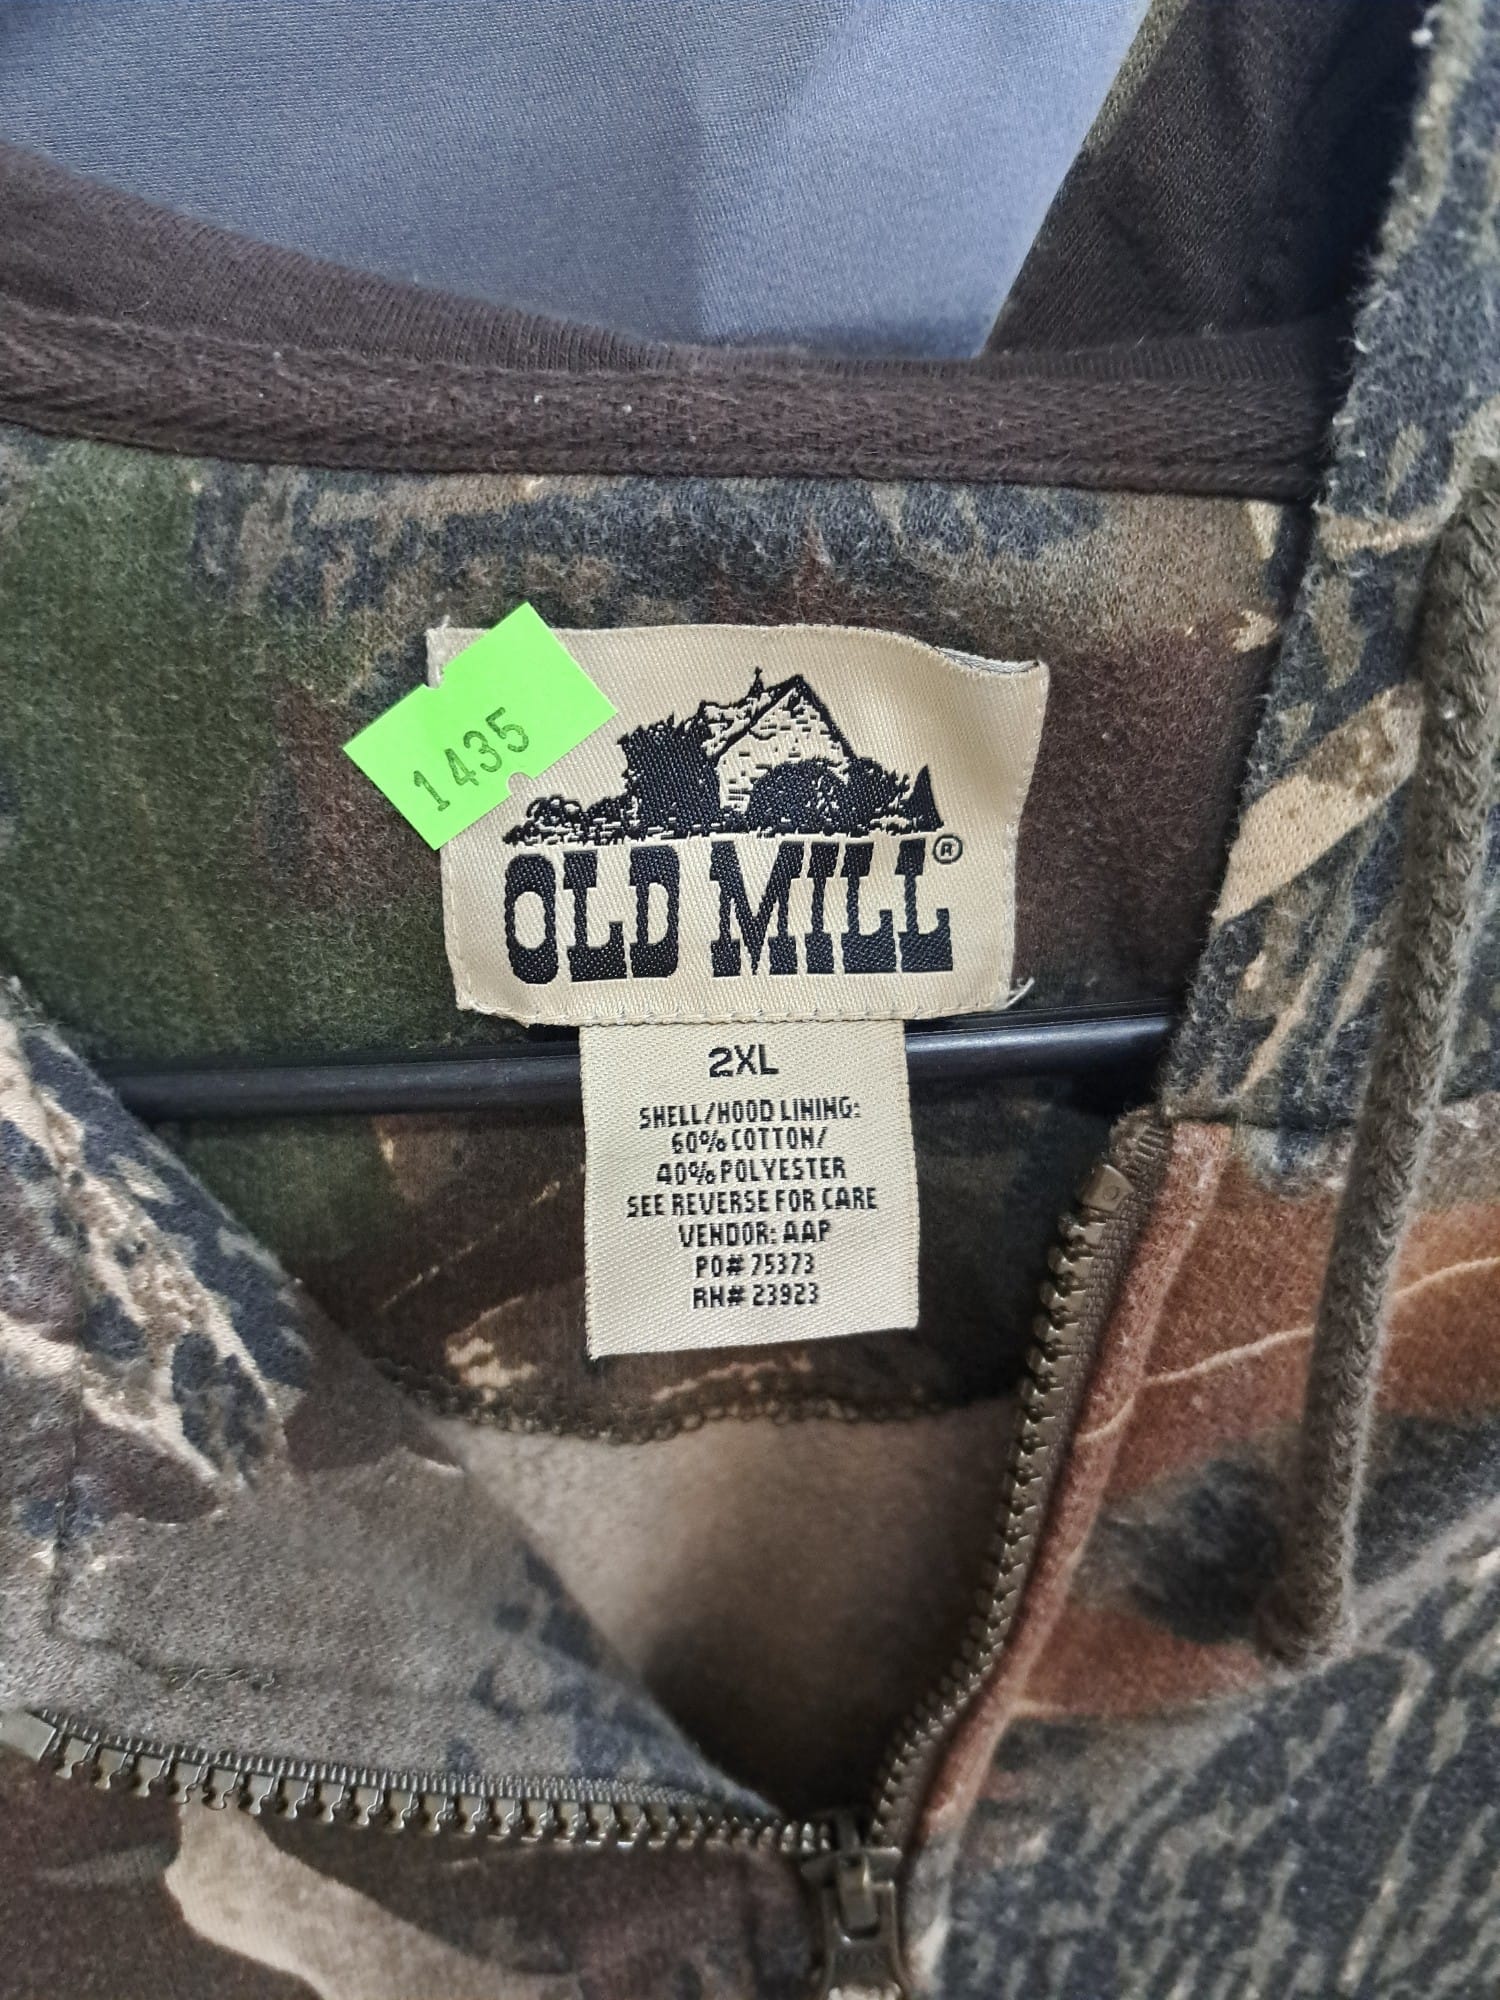 1435
OLD MILL®
2XL
SHELL/HOOD LINING:
60% COTTON/
40% POLYESTER
SEE REVERSE FOR CARE
VENDOR: AAP
PO# 75373
RN# 23923